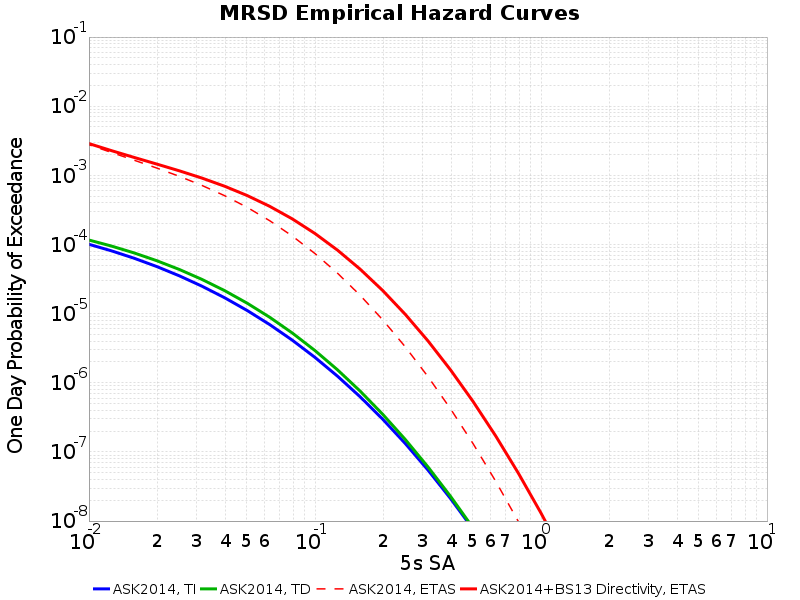 MRSD Empirical Hazard Curves
One Day Probability of Exceedance
10^-1
10^-2
10^-3
10^-4
10^-5
10^-6
10^-7
10^-8
10^-2 2 3 4 5 6 10^-1 2 3 4 5 6 7 10^0 2 3 4 5 6 7 10^1
5s SA
ASK2014, TI ASK2014, TD ASK2014, ETAS ASK2014+BS13 Directivity, ETAS